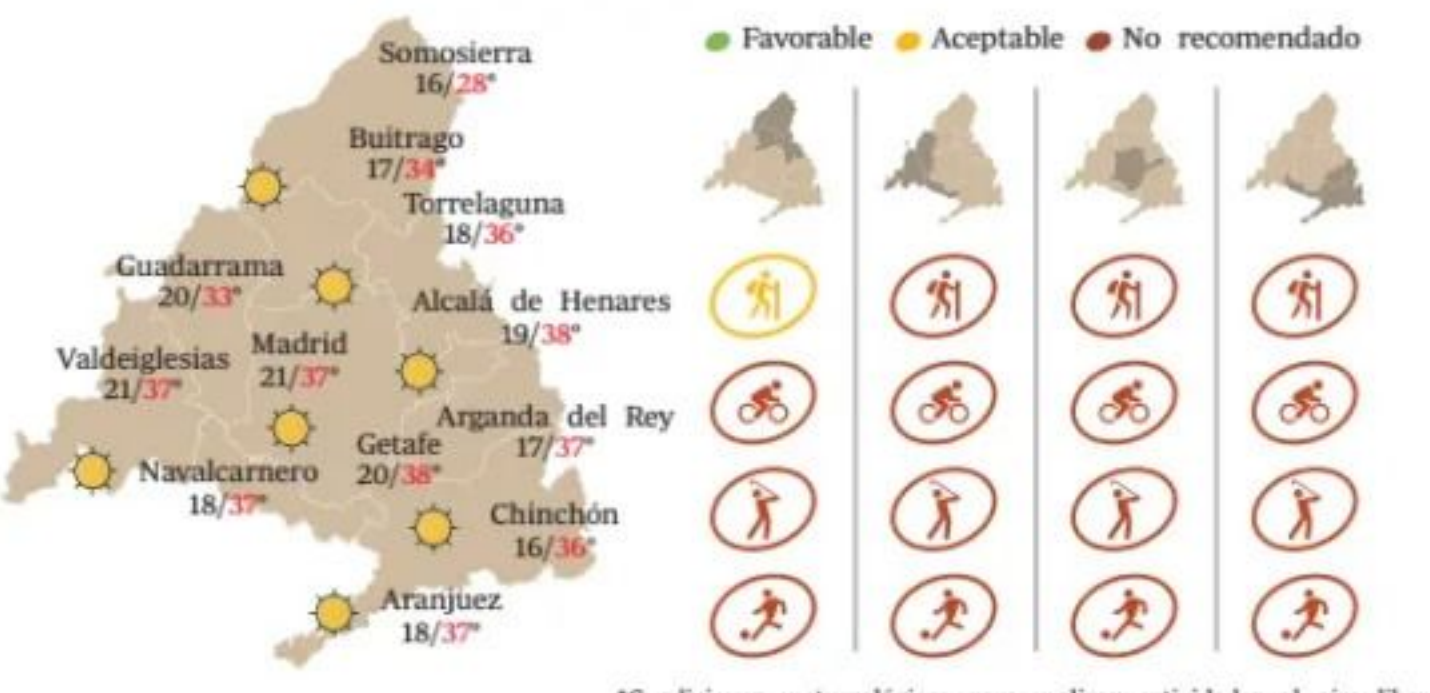 Somosierra
16/28°
Buitrago
17/34°
Torrelaguna
18/36°
Guadarrama
20/33°
Alcalá de Henares
19/38°
Valdeiglesias
21/37°
Madrid
21/37°
Arganda del Rey
17/37°
Getafe
20/38°
Navalcarnero
18/37°
Chinchón
16/36°
Aranjuez
18/37°
Favorable Aceptable No recomendado